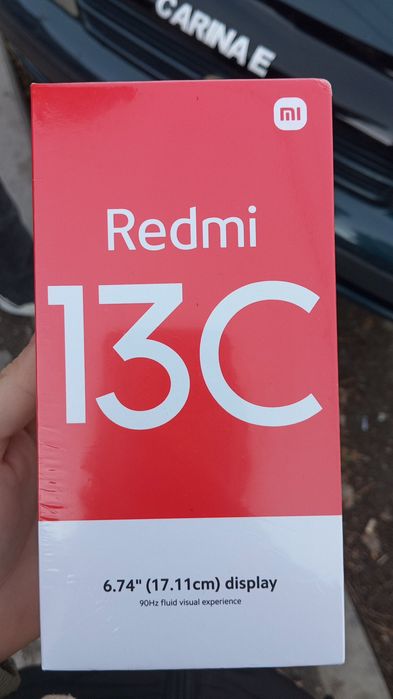 CARINA E
mi
Redmi
13C
6.74" (17.11cm) display
90Hz fluid visual experience